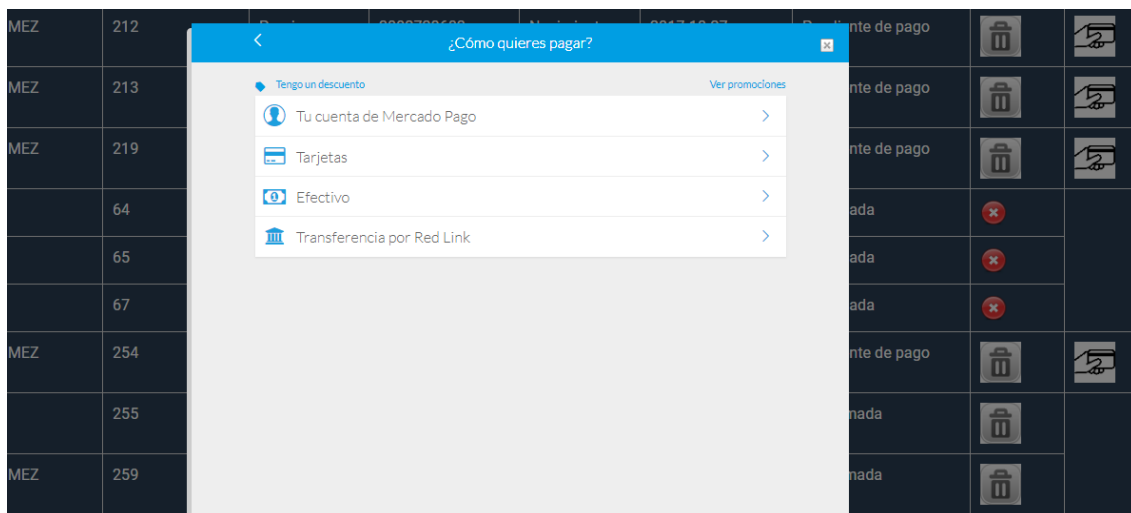 MEZ 212 nte de pago
¿Cómo quieres pagar?
Tengo un descuento Ver promociones
MEZ 213 nte de pago
Tu cuenta de Mercado Pago
MEZ 219 nte de pago
Tarjetas
Efectivo
64 ada
Transferencia por Red Link
65 ada
67 ada
MEZ 254 nte de pago
255 nada
MEZ 259 nada